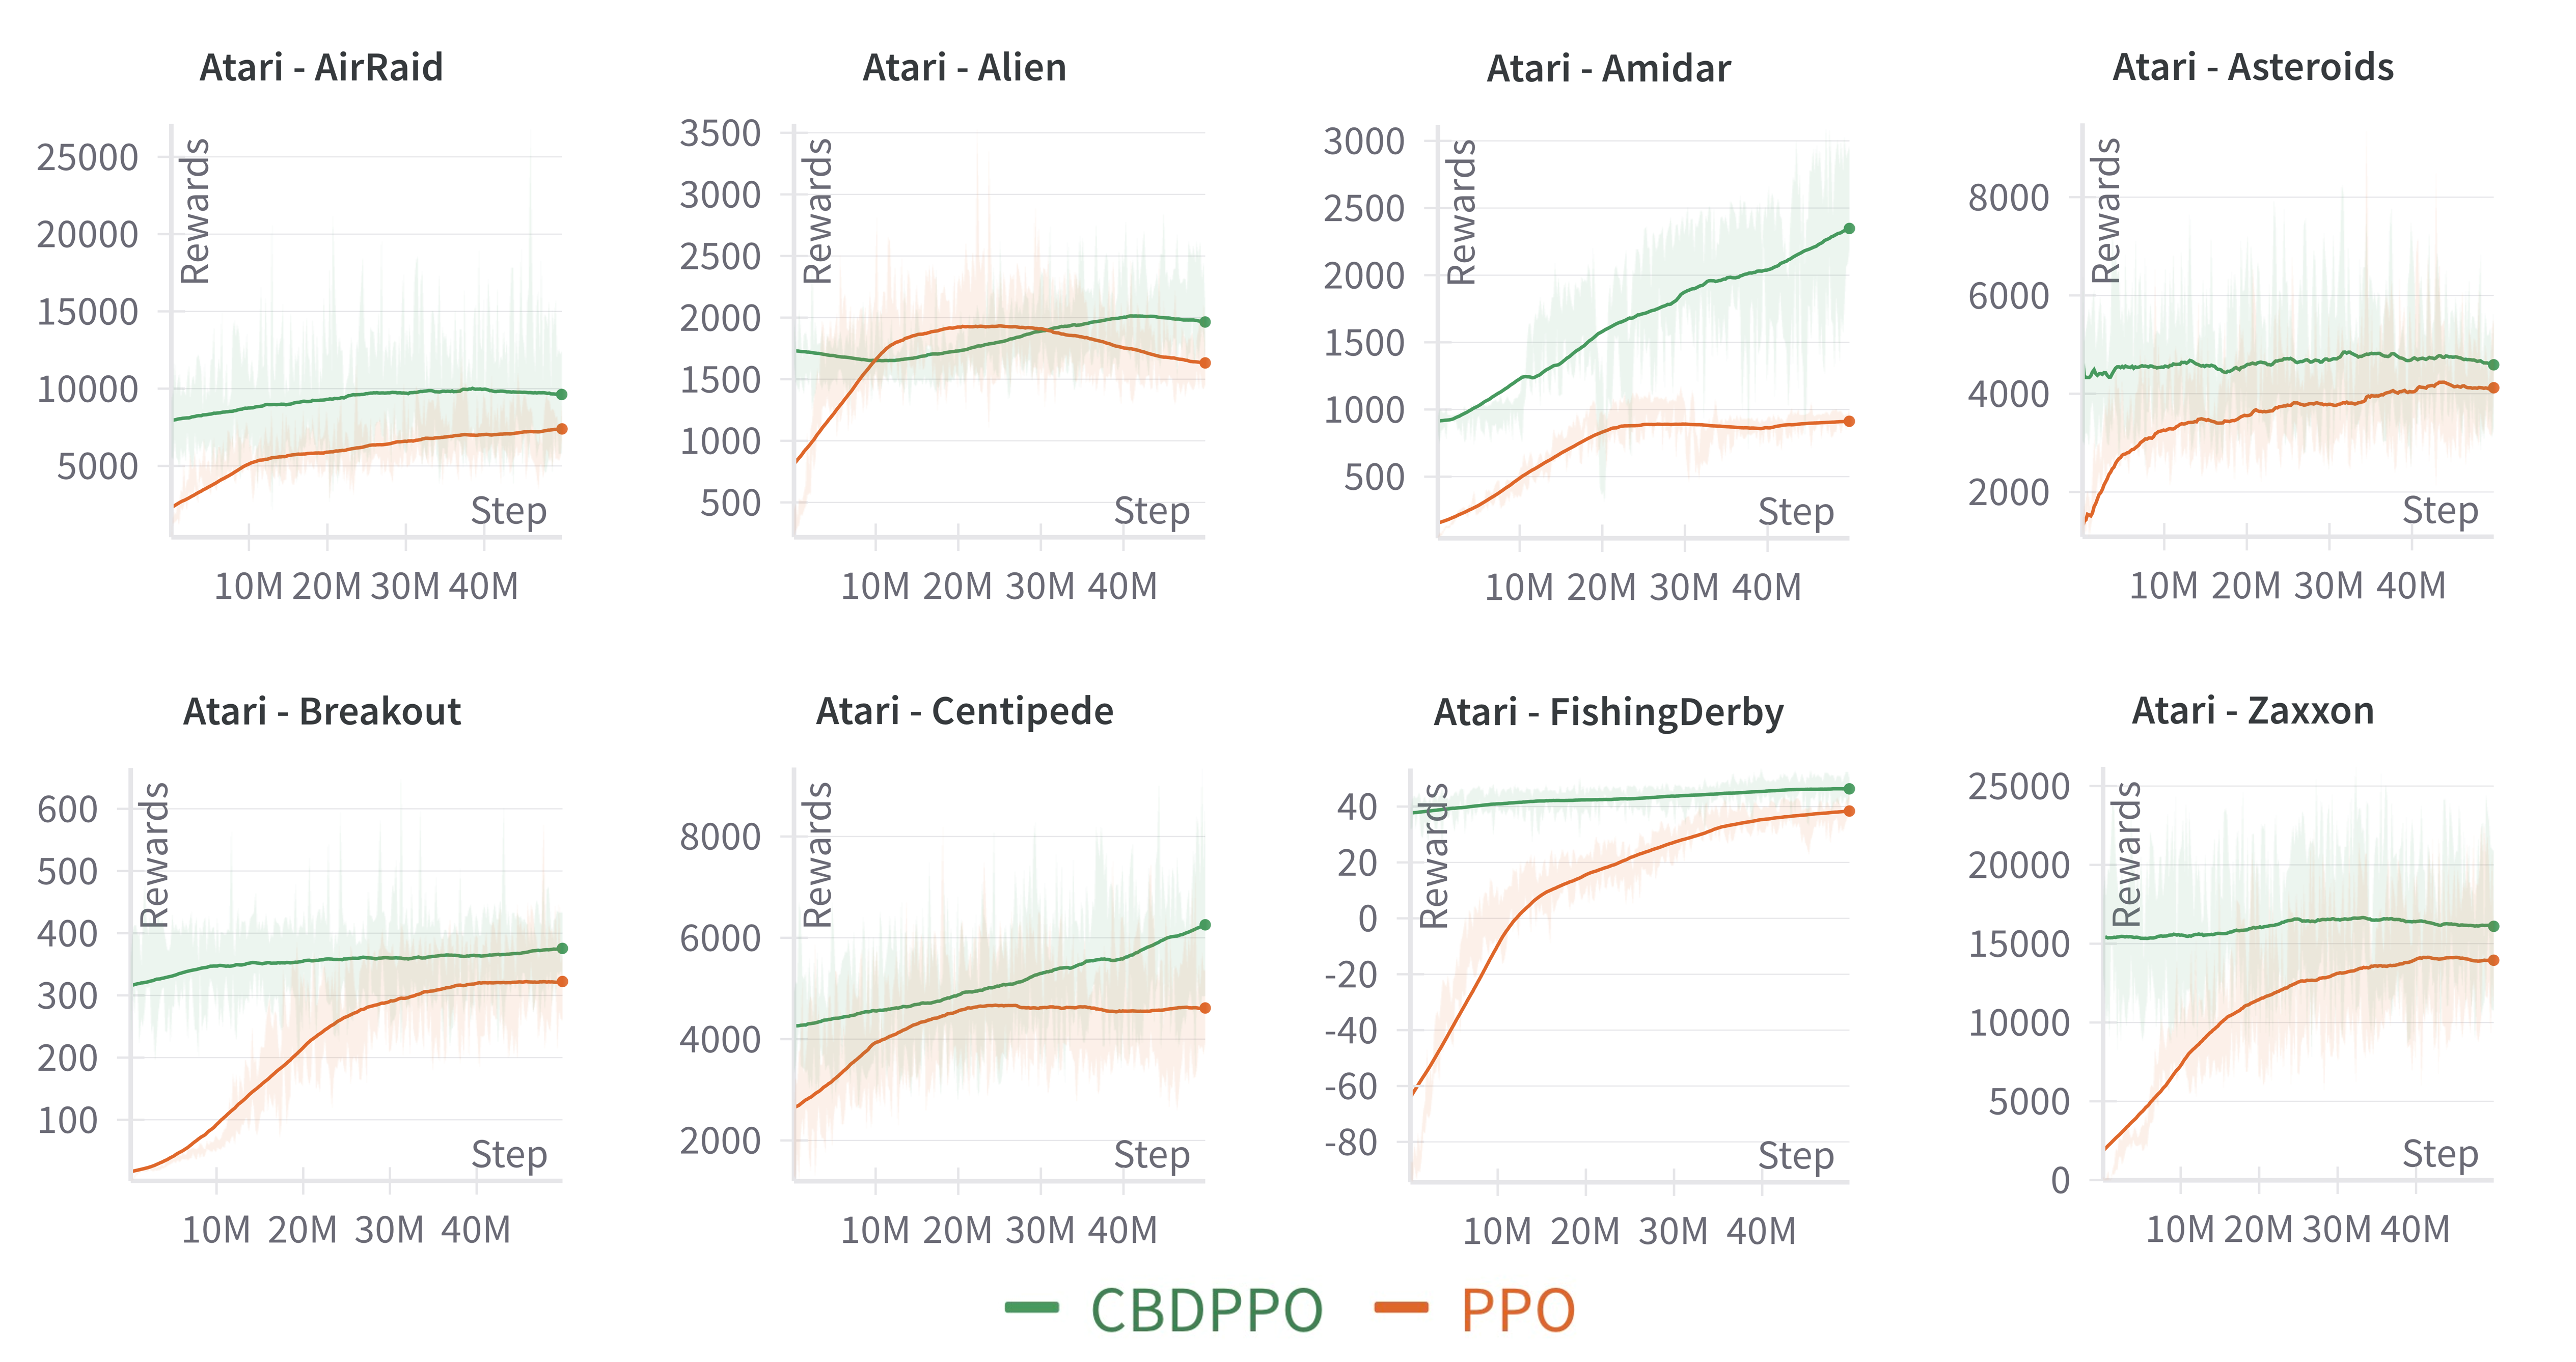 Atari - AirRaid
Rewards
25000
20000
15000
10000
5000
Step
10M 20M 30M 40M
Atari - Alien
Rewards
3500
3000
2500
2000
1500
1000
500
Step
10M 20M 30M 40M
Atari - Amidar
Rewards
3000
2500
2000
1500
1000
500
Step
10M 20M 30M 40M
Atari - Asteroids
Rewards
8000
6000
4000
2000
Step
10M 20M 30M 40M
Atari - Breakout
Rewards
600
500
400
300
200
100
Step
10M 20M 30M 40M
Atari - Centipede
Rewards
8000
6000
4000
2000
Step
10M 20M 30M 40M
Atari - FishingDerby
Rewards
40
20
0
-20
-40
-60
-80
Step
10M 20M 30M 40M
Atari - Zaxxon
Rewards
25000
20000
15000
10000
5000
0
Step
10M 20M 30M 40M
CBDPPO PPO